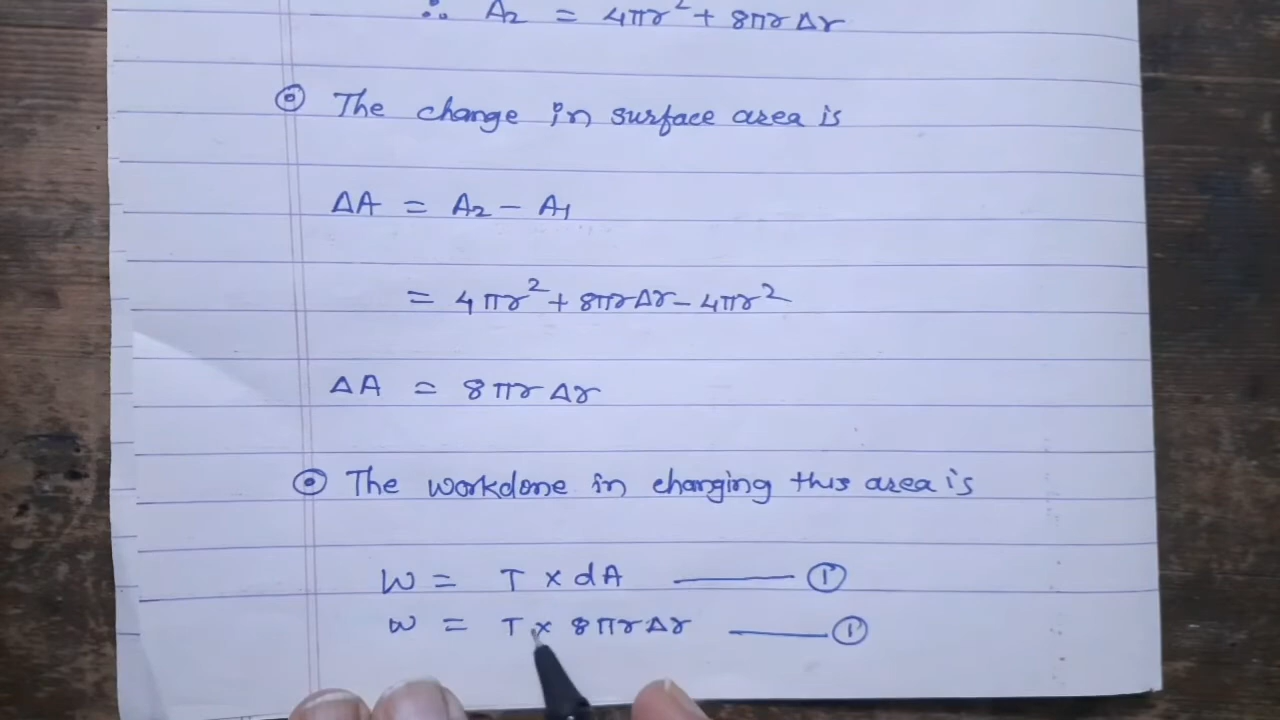 ∴ A₂ = 4πr² + 8πrΔr
⊙ The change in surface area is
ΔA = A₂ − A₁
= 4πr² + 8πrΔr − 4πr²
ΔA = 8πrΔr
⊙ The workdone in changing this area is
W = T × dA —— ①
W = T × 8πrΔr —— ①